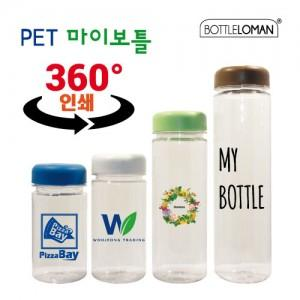 PET 마이보틀
BOTTLELOMAN
360°
인쇄
Pizza
Bay
PizzaBay
W
WOOJEONG TRADING
MY
BOTTLE